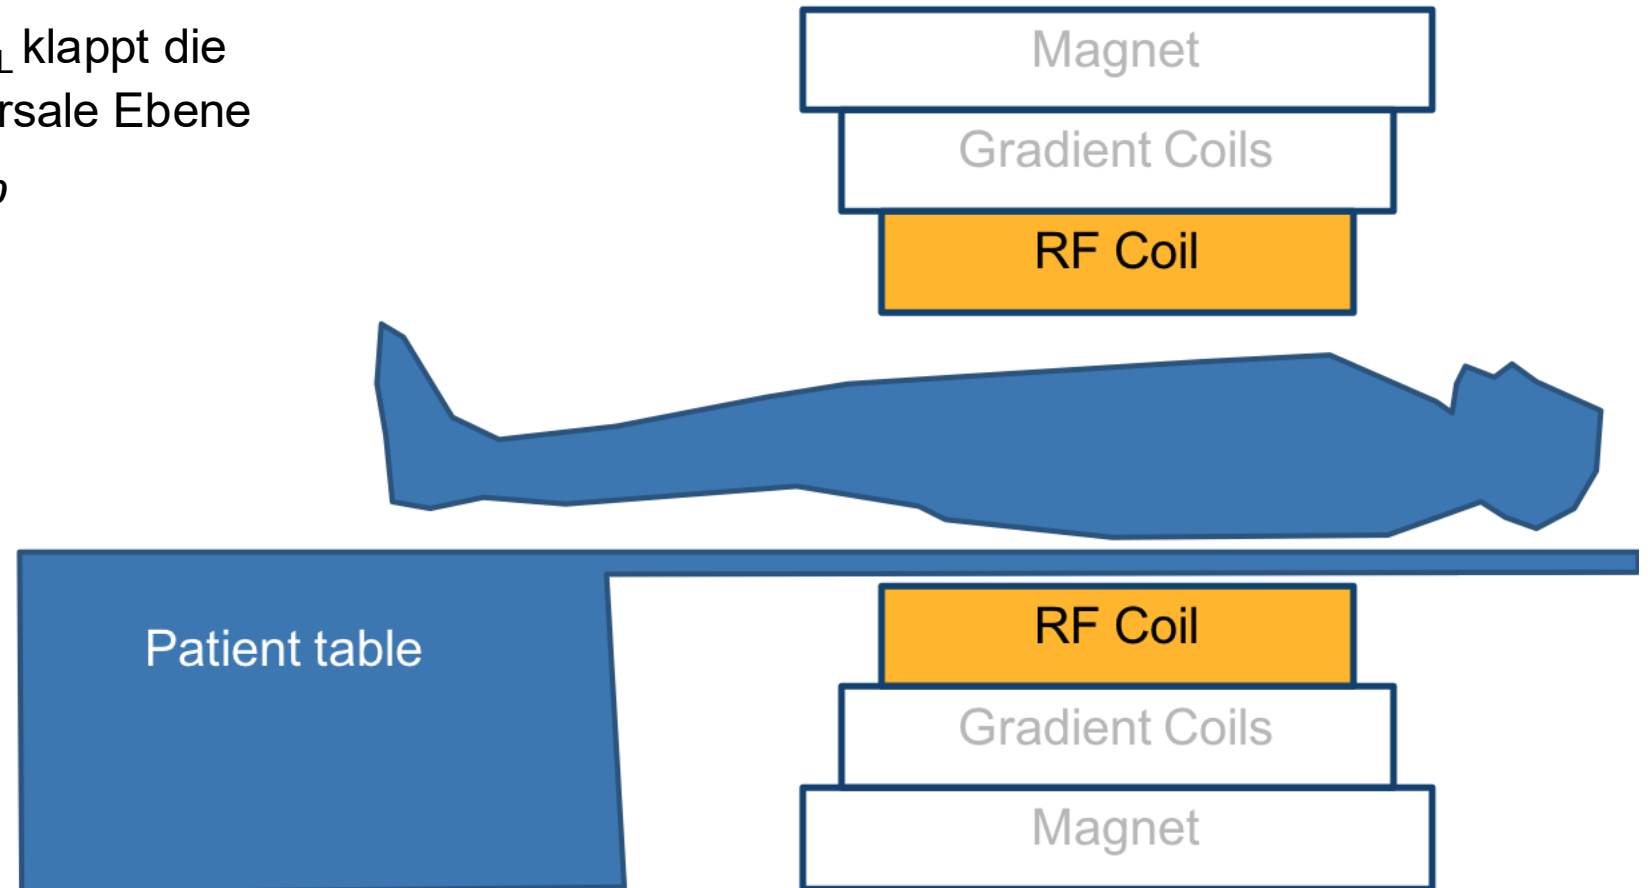 L klappt die
rsale Ebene
Magnet
Gradient Coils
RF Coil
Patient table
RF Coil
Gradient Coils
Magnet